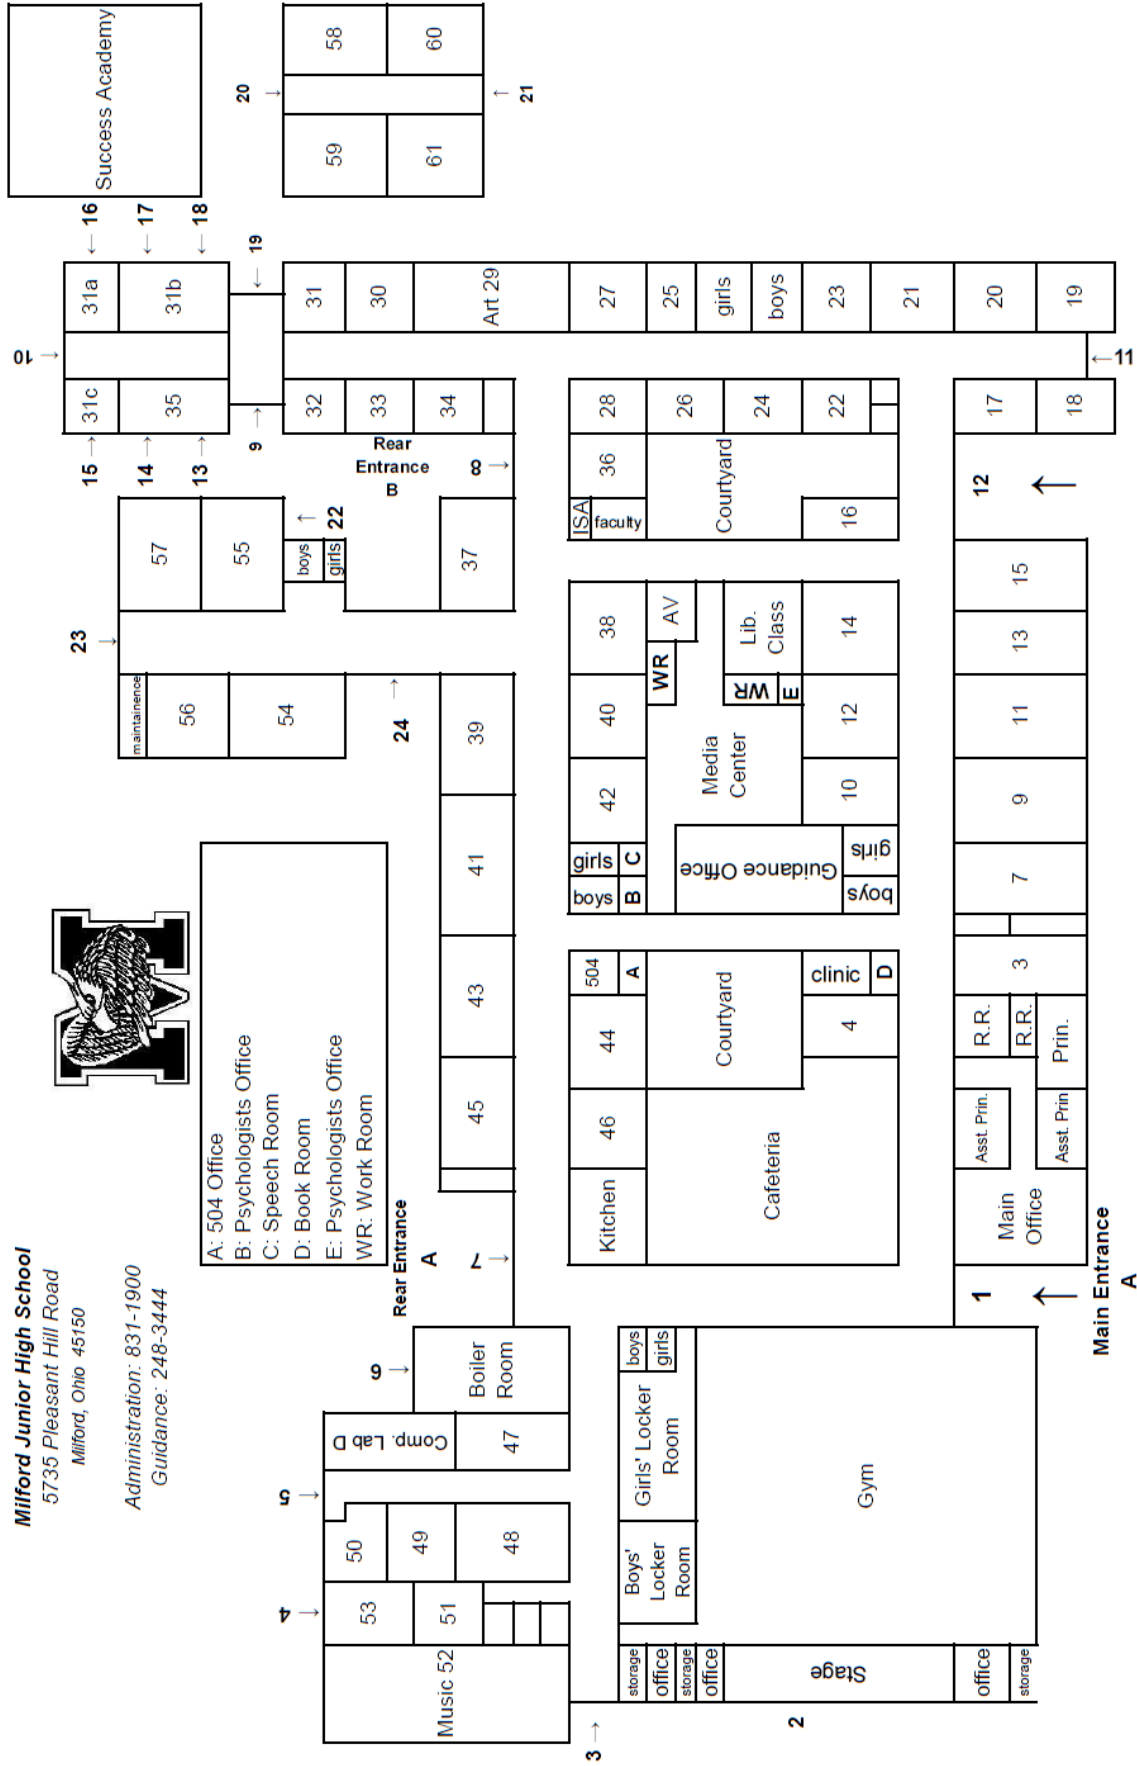 Milford Junior High School
5735 Pleasant Hill Road
Milford, Ohio 45150
Administration: 831-1900
Guidance: 248-3444
M
A: 504 Office
B: Psychologists Office
C: Speech Room
D: Book Room
E: Psychologists Office
WR: Work Room
Success Academy
10
15
14
13
16
17
18
31c
31a
35
31b
9
19
20
59
58
61
60
21
23
maintainence
57
56
55
54
boys
girls
22
24
32
31
33
30
34
Art 29
Rear
Entrance
B
8
4
5
6
53
50
Comp. Lab D
Music 52
51
49
48
47
Boiler
Room
Rear Entrance
A
7
45
43
41
39
37
3
2
storage
office
storage
office
Stage
office
storage
Boys'
Locker
Room
Girls' Locker
Room
boys
girls
Gym
Kitchen
46
44
504
A
Cafeteria
Courtyard
4
clinic
D
boys
girls
B
C
42
40
38
WR
AV
Media
Center
WR
E
Lib.
Class
Guidance Office
boys
girls
10
12
14
ISA
faculty
36
28
27
26
25
Courtyard
24
girls
boys
16
22
23
21
1
Main Entrance
A
Main
Office
Asst. Prin.
Asst. Prin
R.R.
R.R.
Prin.
3
7
9
11
13
15
12
17
20
18
19
11